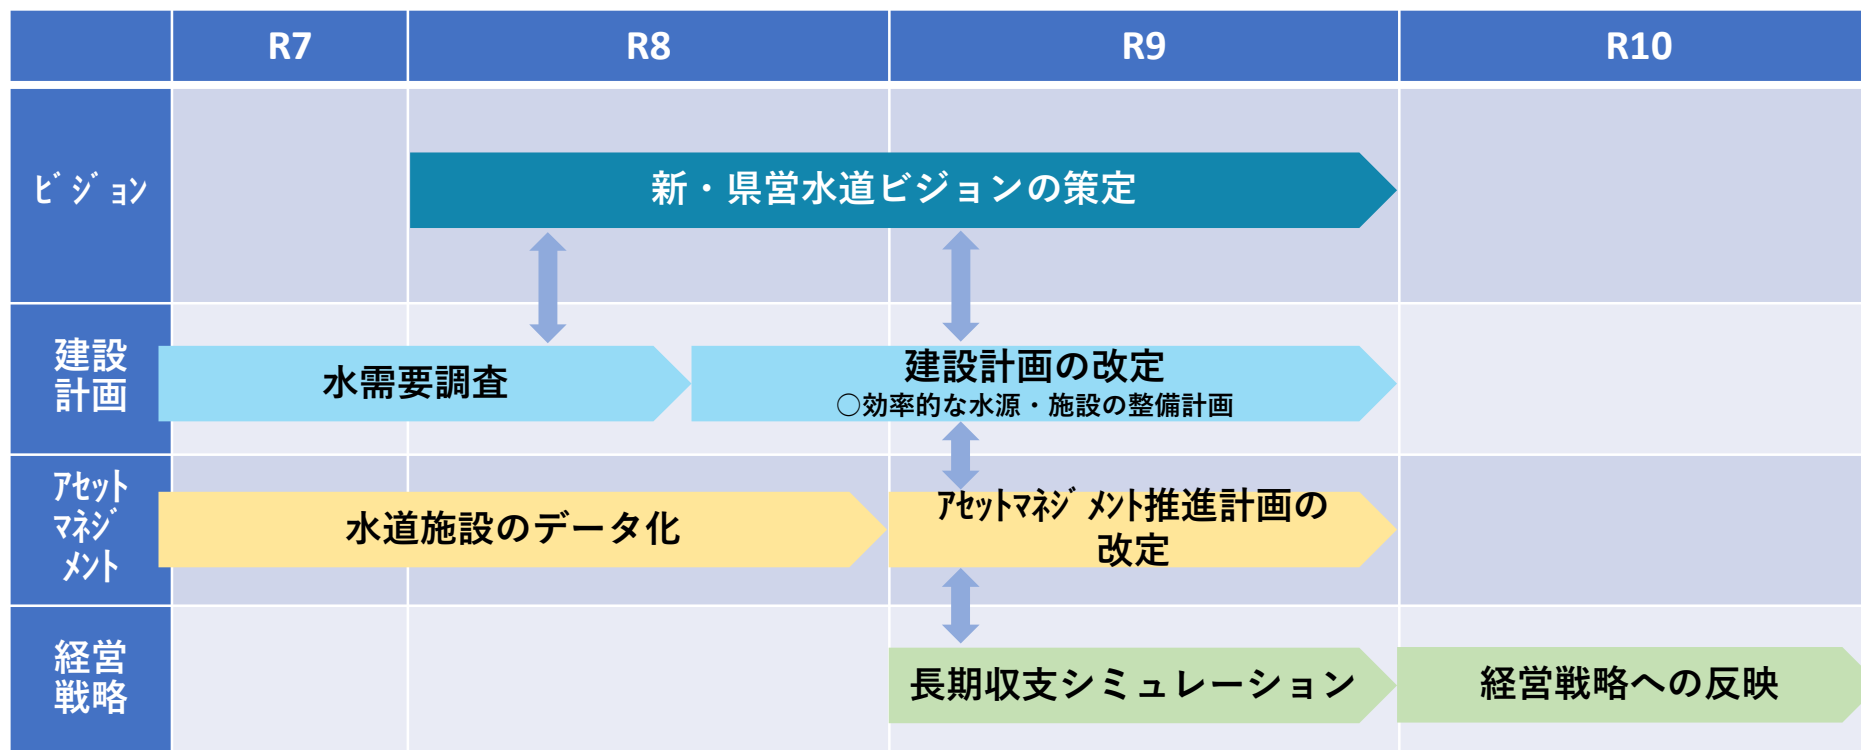 R7 R8 R9 R10
ﾋﾞｼﾞｮﾝ
新・県営水道ビジョンの策定
建設
計画
水需要調査
建設計画の改定
○効率的な水源・施設の整備計画
ｱｾｯﾄ
ﾏﾈｼﾞ
ﾒﾝﾄ
水道施設のデータ化
ｱｾｯﾄﾏﾈｼﾞﾒﾝﾄ推進計画の
改定
経営
戦略
長期収支シミュレーション
経営戦略への反映